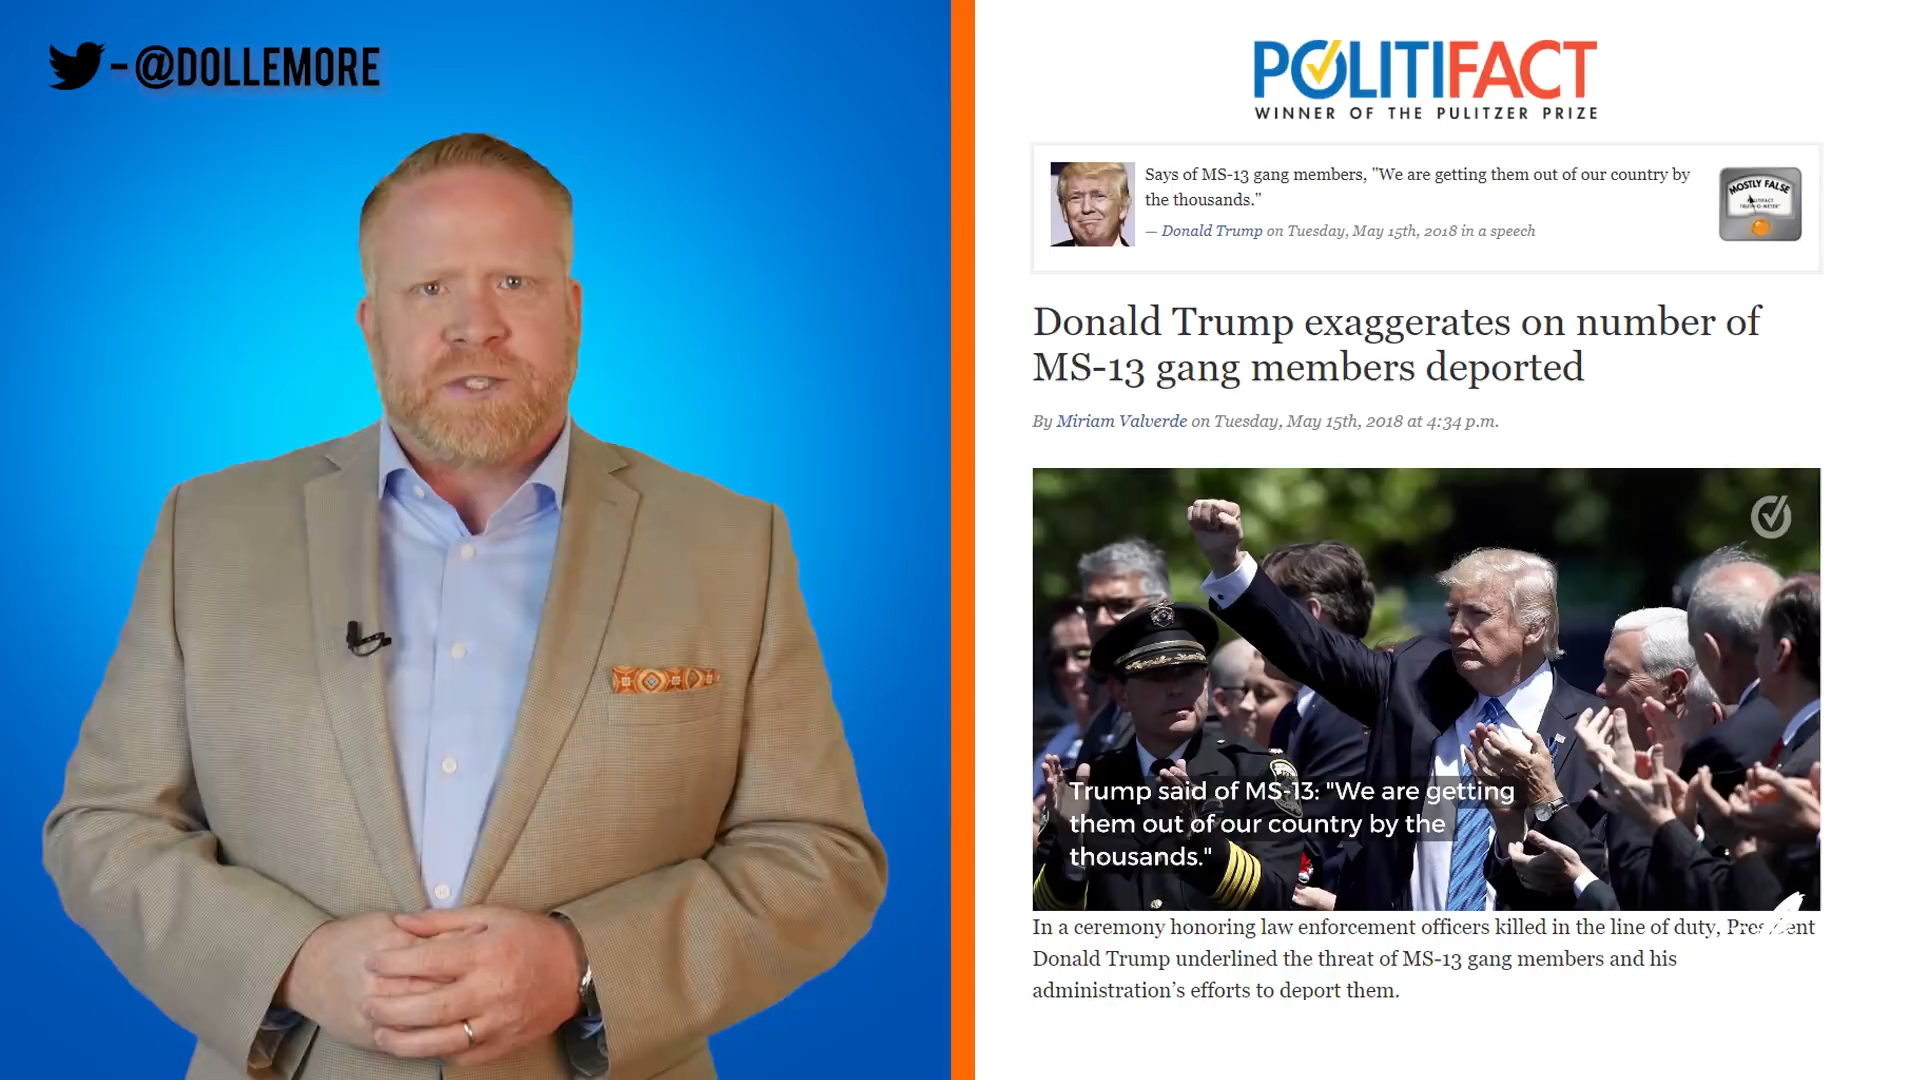 - @DOLLEMORE
POLITIFACT
WINNER OF THE PULITZER PRIZE
Says of MS-13 gang members, "We are getting them out of our country by
the thousands."
— Donald Trump on Tuesday, May 15th, 2018 in a speech
MOSTLY FALSE
Donald Trump exaggerates on number of
MS-13 gang members deported
By Miriam Valverde on Tuesday, May 15th, 2018 at 4:34 p.m.
Trump said of MS-13: "We are getting
them out of our country by the
thousands."
In a ceremony honoring law enforcement officers killed in the line of duty, President
Donald Trump underlined the threat of MS-13 gang members and his
administration's efforts to deport them.